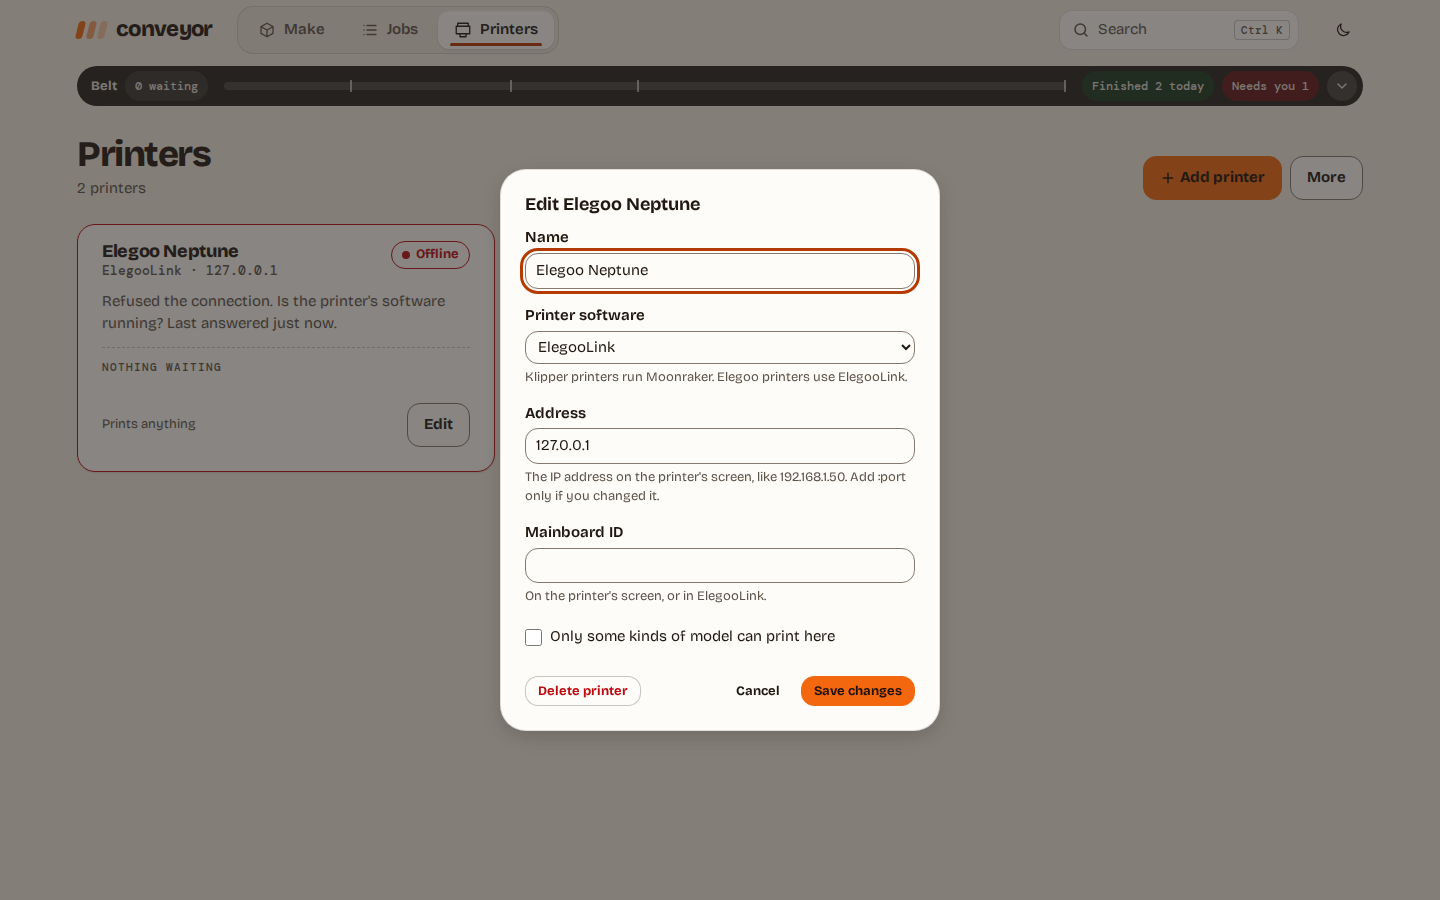 conveyor
Make
Jobs
Printers
Search
Ctrl K
Belt
0 waiting
Finished 2 today
Needs you 1
Printers
2 printers
+ Add printer
More
Elegoo Neptune
Offline
ElegooLink · 127.0.0.1
Refused the connection. Is the printer's software
running? Last answered just now.
NOTHING WAITING
Prints anything
Edit
Edit Elegoo Neptune
Name
Elegoo Neptune
Printer software
ElegooLink
Klipper printers run Moonraker. Elegoo printers use ElegooLink.
Address
127.0.0.1
The IP address on the printer's screen, like 192.168.1.50. Add :port
only if you changed it.
Mainboard ID
On the printer's screen, or in ElegooLink.
Only some kinds of model can print here
Delete printer
Cancel
Save changes